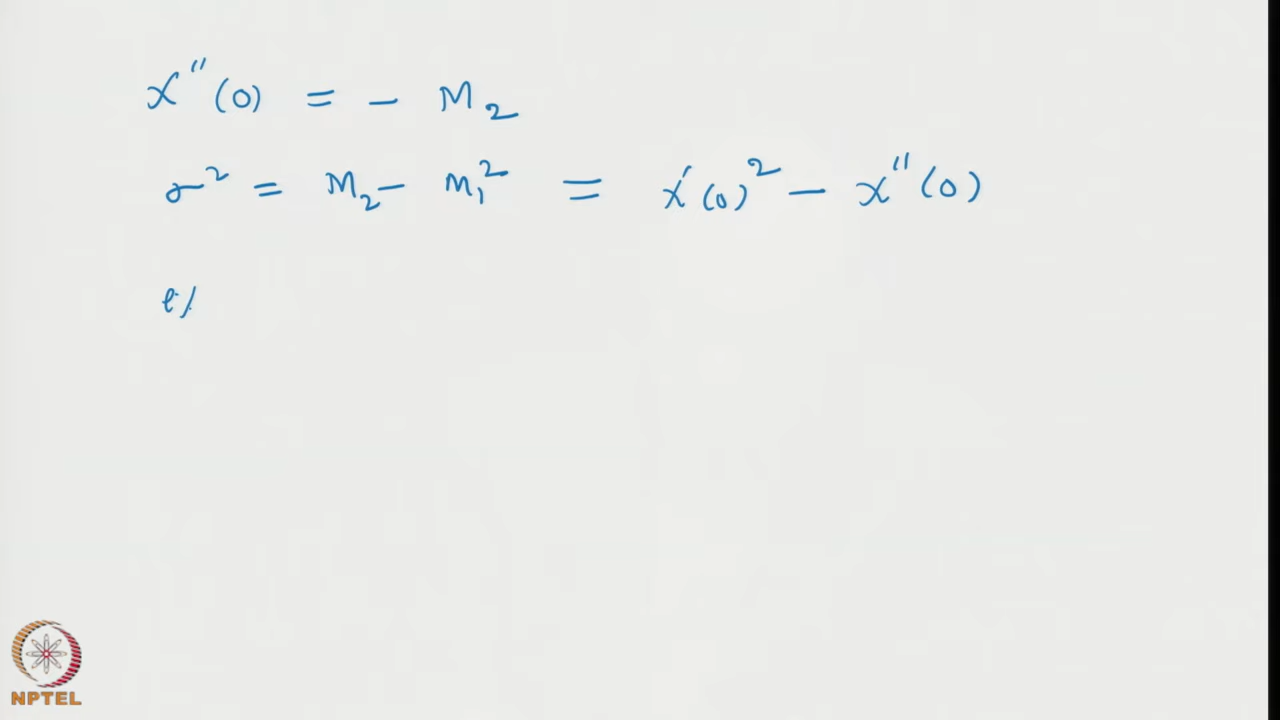 χ''(0) = - M₂
σ² = M₂ - M₁² = χ'(0)² - χ''(0)
e/
NPTEL